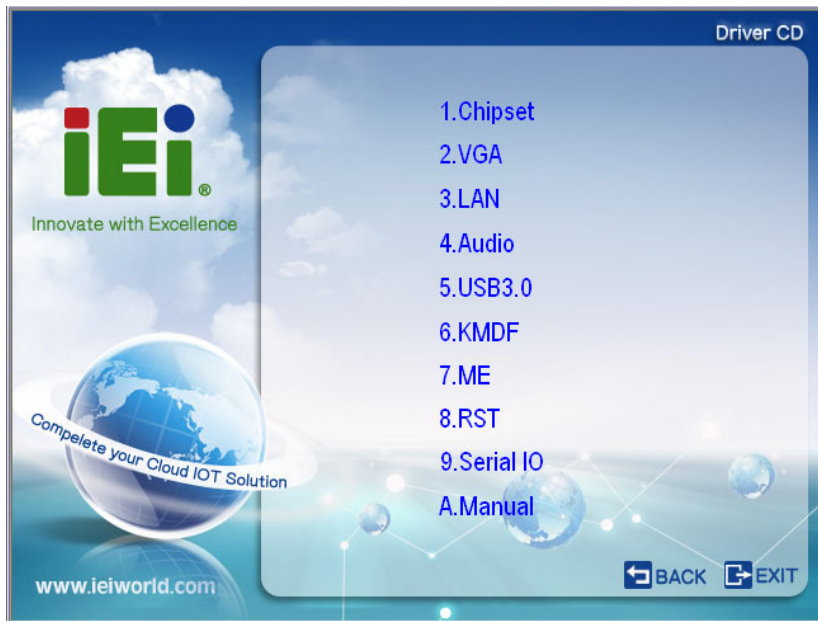 Driver CD
iEi®
Innovate with Excellence
1.Chipset
2.VGA
3.LAN
4.Audio
5.USB3.0
6.KMDF
7.ME
8.RST
9.Serial IO
A.Manual
Compelete your Cloud IOT Solution
www.ieiworld.com
BACK
EXIT